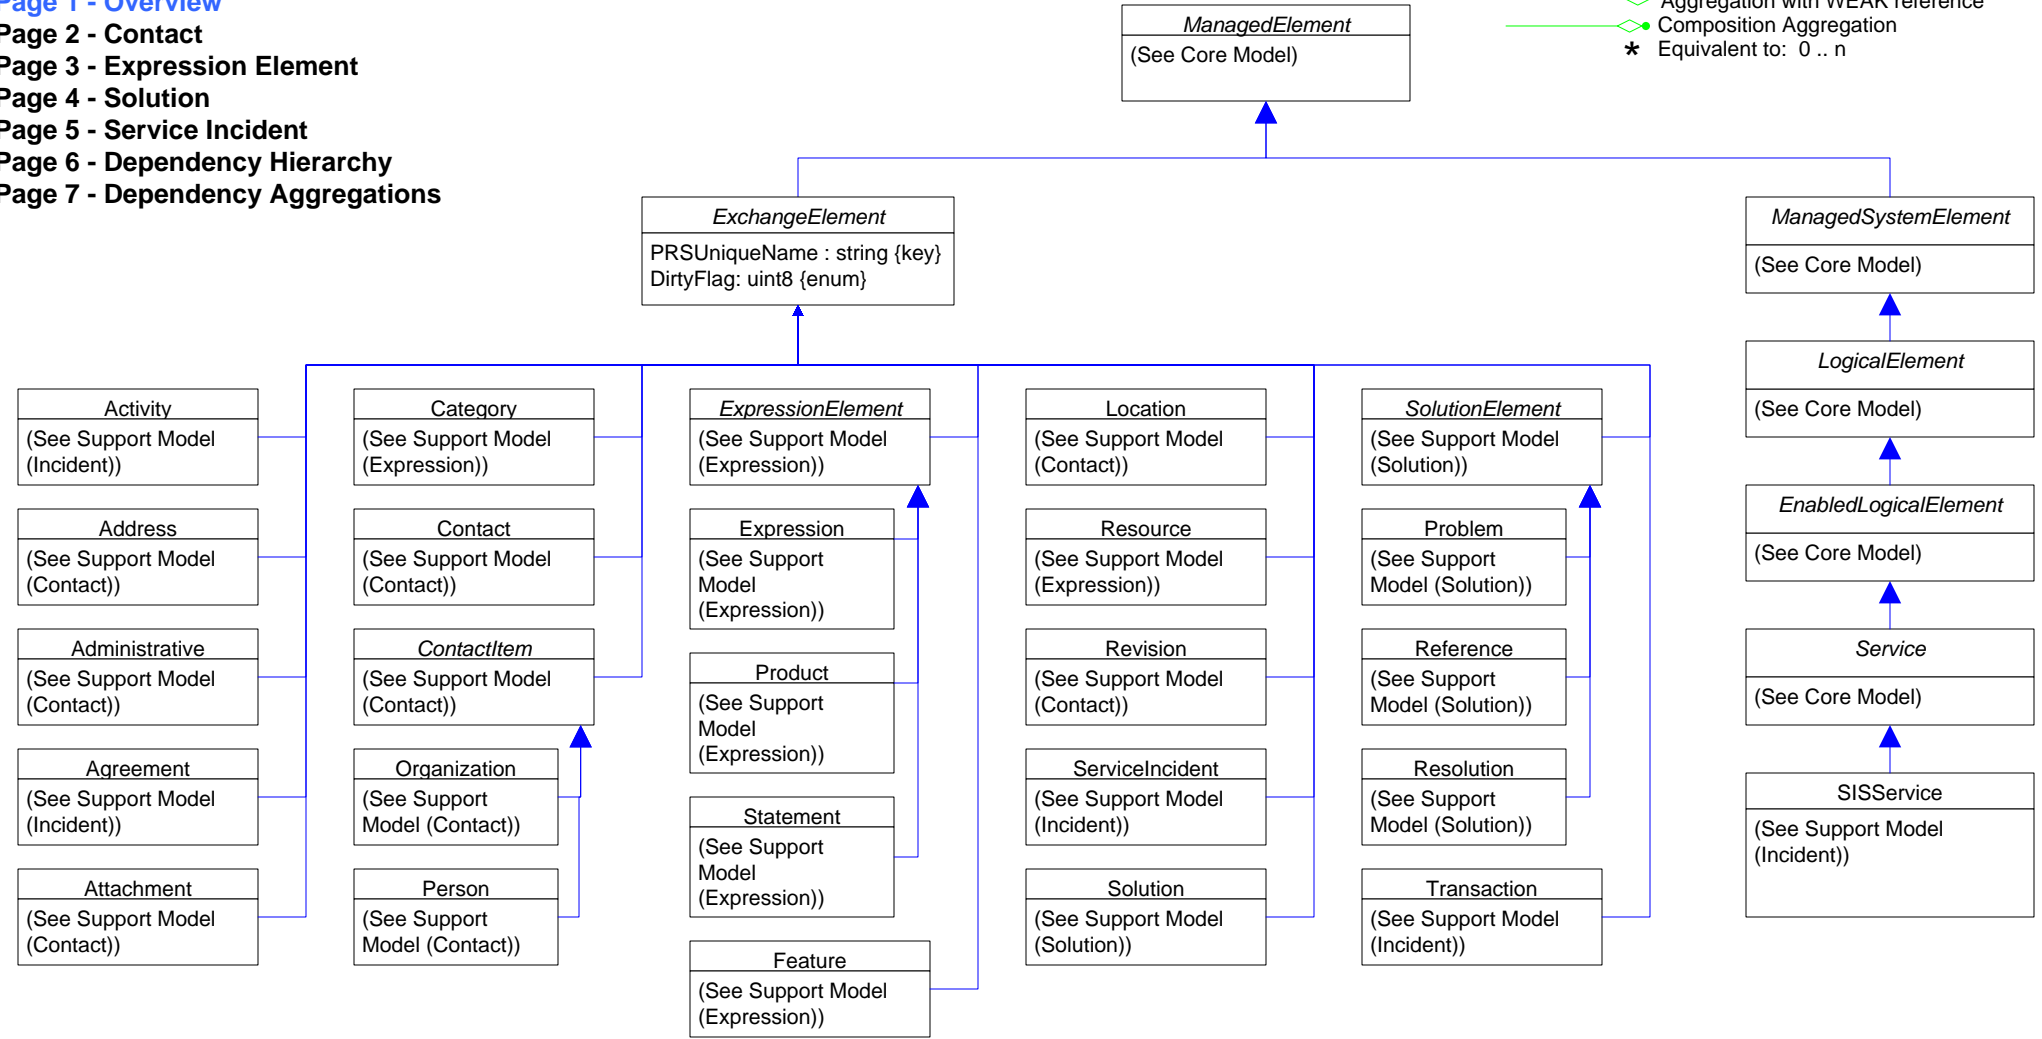 Page 1 - Overview
Page 2 - Contact
Page 3 - Expression Element
Page 4 - Solution
Page 5 - Service Incident
Page 6 - Dependency Hierarchy
Page 7 - Dependency Aggregations
Aggregation with WEAK reference
Composition Aggregation
* Equivalent to: 0 .. n
ManagedElement
(See Core Model)
ExchangeElement
PRSUniqueName : string {key}
DirtyFlag: uint8 {enum}
ManagedSystemElement
(See Core Model)
LogicalElement
(See Core Model)
EnabledLogicalElement
(See Core Model)
Service
(See Core Model)
SISService
(See Support Model
(Incident))
Activity
(See Support Model
(Incident))
Address
(See Support Model
(Contact))
Administrative
(See Support Model
(Contact))
Agreement
(See Support Model
(Incident))
Attachment
(See Support Model
(Contact))
Category
(See Support Model
(Expression))
Contact
(See Support Model
(Contact))
ContactItem
(See Support Model
(Contact))
Organization
(See Support
Model (Contact))
Person
(See Support
Model (Contact))
ExpressionElement
(See Support Model
(Expression))
Expression
(See Support
Model
(Expression))
Product
(See Support
Model
(Expression))
Statement
(See Support
Model
(Expression))
Feature
(See Support Model
(Expression))
Location
(See Support Model
(Contact))
Resource
(See Support Model
(Expression))
Revision
(See Support Model
(Contact))
ServiceIncident
(See Support Model
(Incident))
Solution
(See Support Model
(Solution))
SolutionElement
(See Support Model
(Solution))
Problem
(See Support
Model (Solution))
Reference
(See Support
Model (Solution))
Resolution
(See Support
Model (Solution))
Transaction
(See Support Model
(Incident))